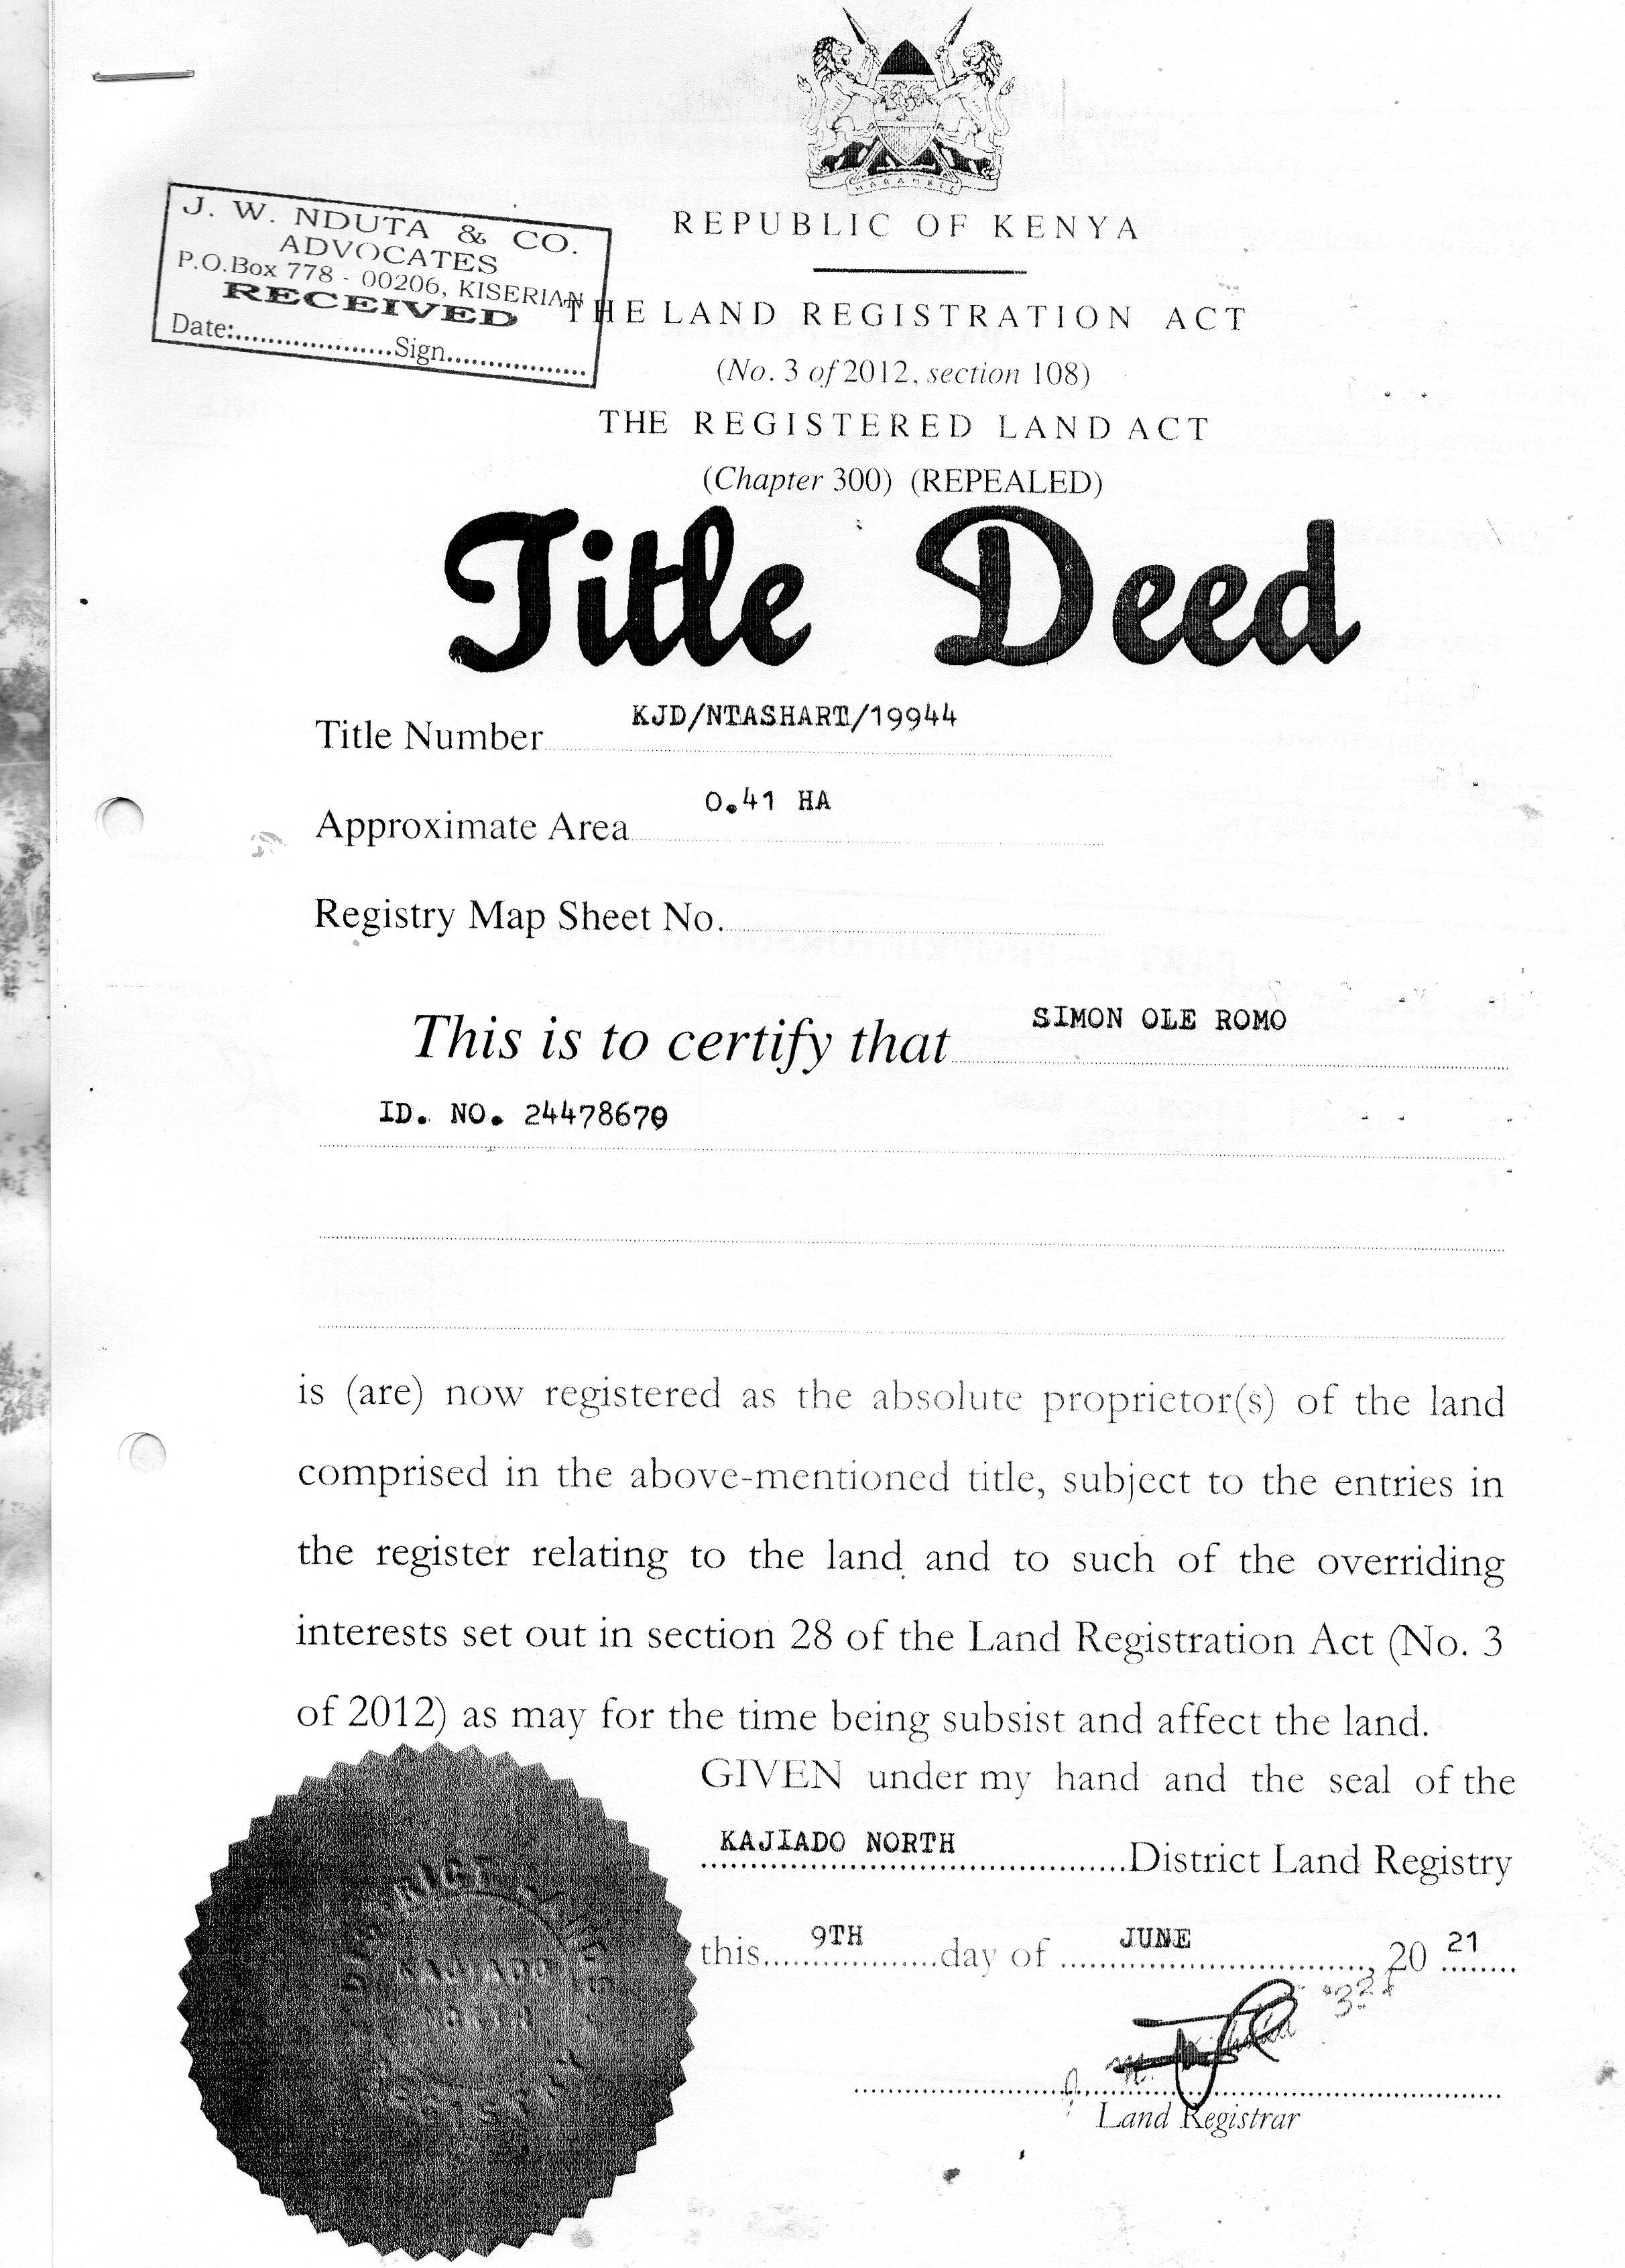 HARAMBEE
REPUBLIC OF KENYA
J. W. NDUTA & CO.
ADVOCATES
P.O.Box 778 - 00206, KISERIAN
RECEIVED
Date:....................Sign..................
THE LAND REGISTRATION ACT
(No. 3 of 2012, section 108)
THE REGISTERED LAND ACT
(Chapter 300) (REPEALED)
Title Deed
Title Number KJD/NTASHART/19944
Approximate Area 0.41 HA
Registry Map Sheet No.
This is to certify that SIMON OLE ROMO
ID. NO. 24478670
is (are) now registered as the absolute proprietor(s) of the land
comprised in the above-mentioned title, subject to the entries in
the register relating to the land and to such of the overriding
interests set out in section 28 of the Land Registration Act (No. 3
of 2012) as may for the time being subsist and affect the land.
GIVEN under my hand and the seal of the
KAJIADO NORTH District Land Registry
this 9TH day of JUNE, 20 21
Land Registrar
DISTRICT LAND
KAJIADO
NORTH
REGISTRY